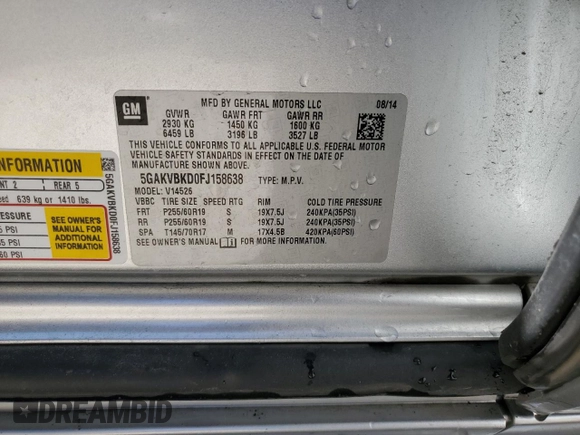 GM
MFD BY GENERAL MOTORS LLC 08/14
GVWR GAWR FRT GAWR RR
2930 KG 1450 KG 1600 KG
6459 LB 3196 LB 3527 LB
THIS VEHICLE CONFORMS TO ALL APPLICABLE U.S. FEDERAL MOTOR
VEHICLE SAFETY STANDARDS IN EFFECT ON THE DATE OF
MANUFACTURE SHOWN ABOVE.
5GAKVBKD0FJ158638 TYPE: M.P.V.
MODEL: V14526
VBBC TIRE SIZE SPEED RTG RIM COLD TIRE PRESSURE
FRT P255/60R19 S 19X7.5J 240KPA(35PSI)
RR P255/60R19 S 19X7.5J 240KPA(35PSI)
SPA T145/70R17 M 17X4.5B 420KPA(60PSI)
SEE OWNER'S MANUAL FOR MORE INFORMATION.
INFORMATION
2 REAR 5
639 kg or 1410 lbs.
PRESSURE
PSI
PSI
60 PSI
SEE OWNER'S
MANUAL FOR
ADDITIONAL
INFORMATION
5GAKVBKD0FJ158638
DREAMBID